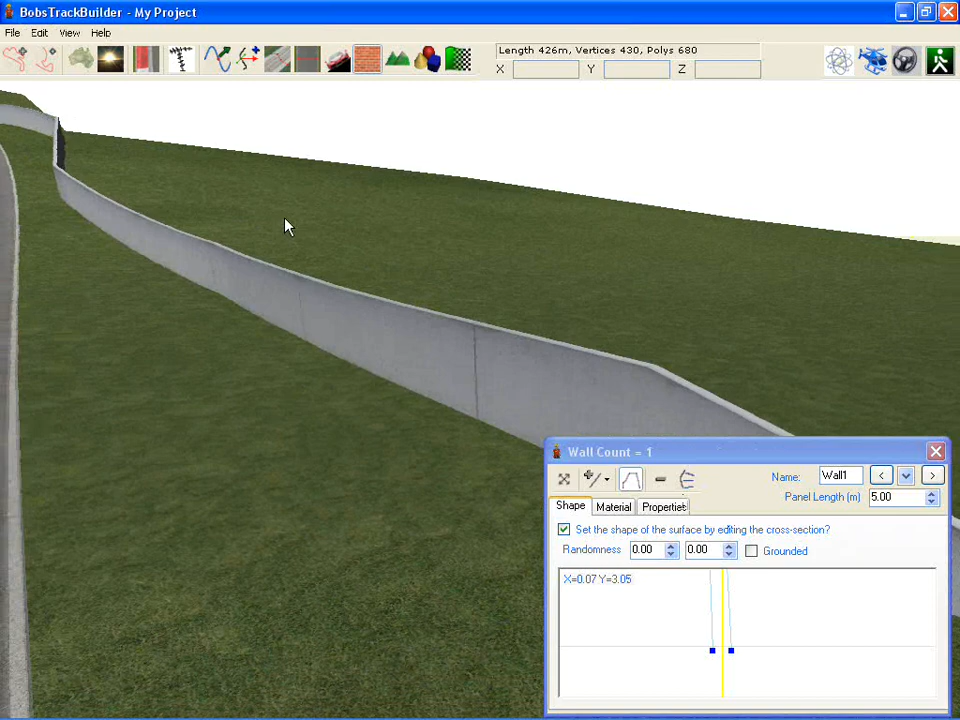 BobsTrackBuilder - My Project
File Edit View Help
Length 426m, Vertices 430, Polys 680
X Y Z
Wall Count = 1
Name: Wall1
Panel Length (m) 5.00
Shape Material Properties
Set the shape of the surface by editing the cross-section?
Randomness 0.00 0.00 Grounded
X=0.07 Y=3.05